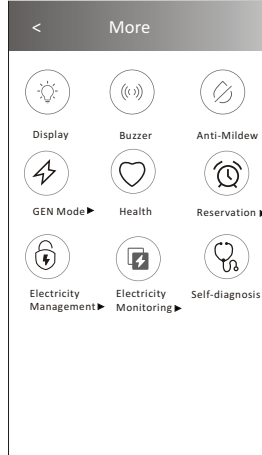 < More
Display Buzzer Anti-Mildew
GEN Mode▶ Health Reservation▶
Electricity Electricity Self-diagnosis
Management▶ Monitoring▶